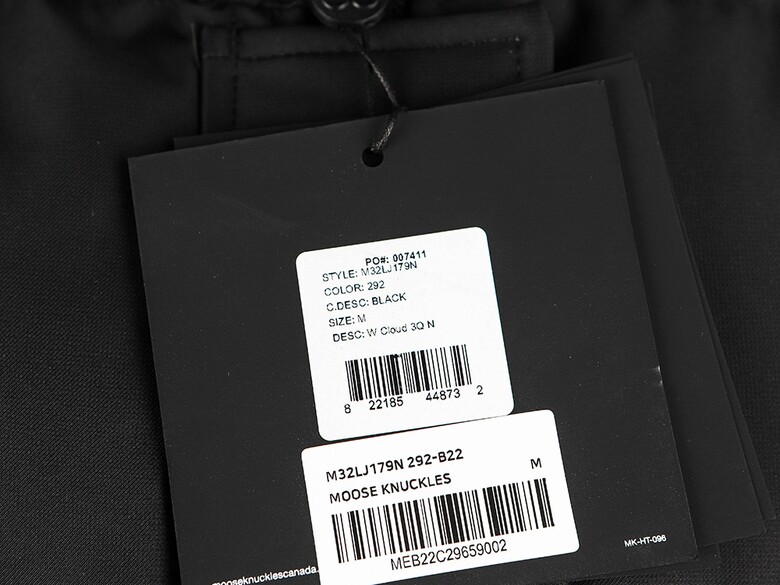 PO#: 007411
STYLE: M32LJ179N
COLOR: 292
C.DESC: BLACK
SIZE: M
DESC: W Cloud 3Q N
8 22185 44873 2
M32LJ179N 292-B22 M
MOOSE KNUCKLES
MEB22C29659002
mooseknucklescanada.
MK-HT-096